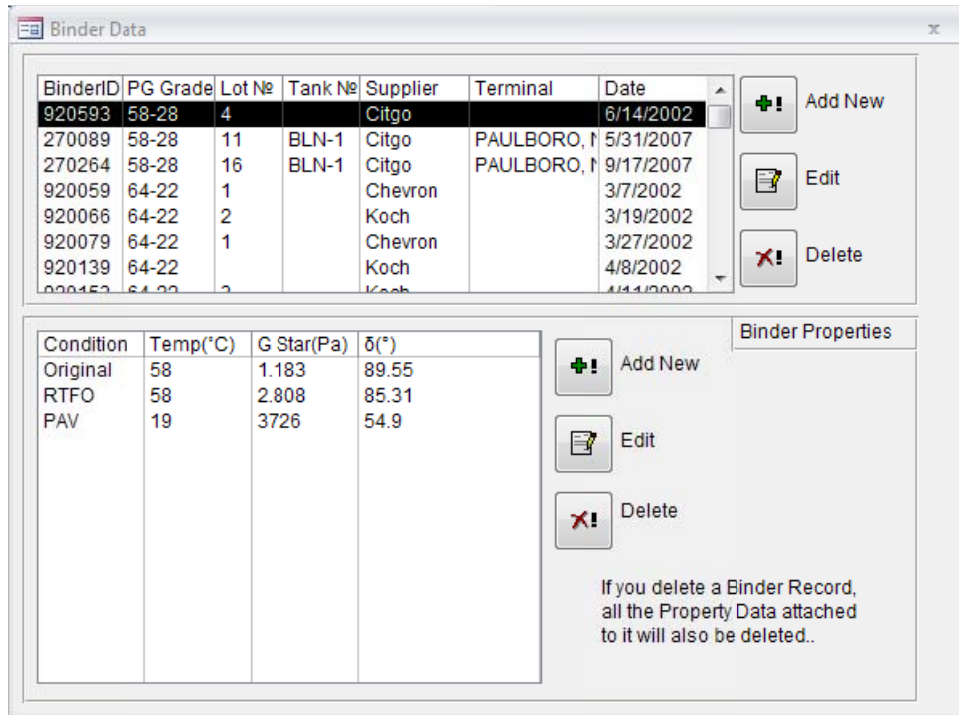 Binder Data
BinderID PG Grade Lot № Tank № Supplier Terminal Date
920593 58-28 4 Citgo 6/14/2002
270089 58-28 11 BLN-1 Citgo PAULBORO, 5/31/2007
270264 58-28 16 BLN-1 Citgo PAULBORO, 9/17/2007
920059 64-22 1 Chevron 3/7/2002
920066 64-22 2 Koch 3/19/2002
920079 64-22 1 Chevron 3/27/2002
920139 64-22 Koch 4/8/2002
Add New
Edit
Delete
Binder Properties
Condition Temp(°C) G Star(Pa) δ(°)
Original 58 1.183 89.55
RTFO 58 2.808 85.31
PAV 19 3726 54.9
Add New
Edit
Delete
If you delete a Binder Record,
all the Property Data attached
to it will also be deleted..